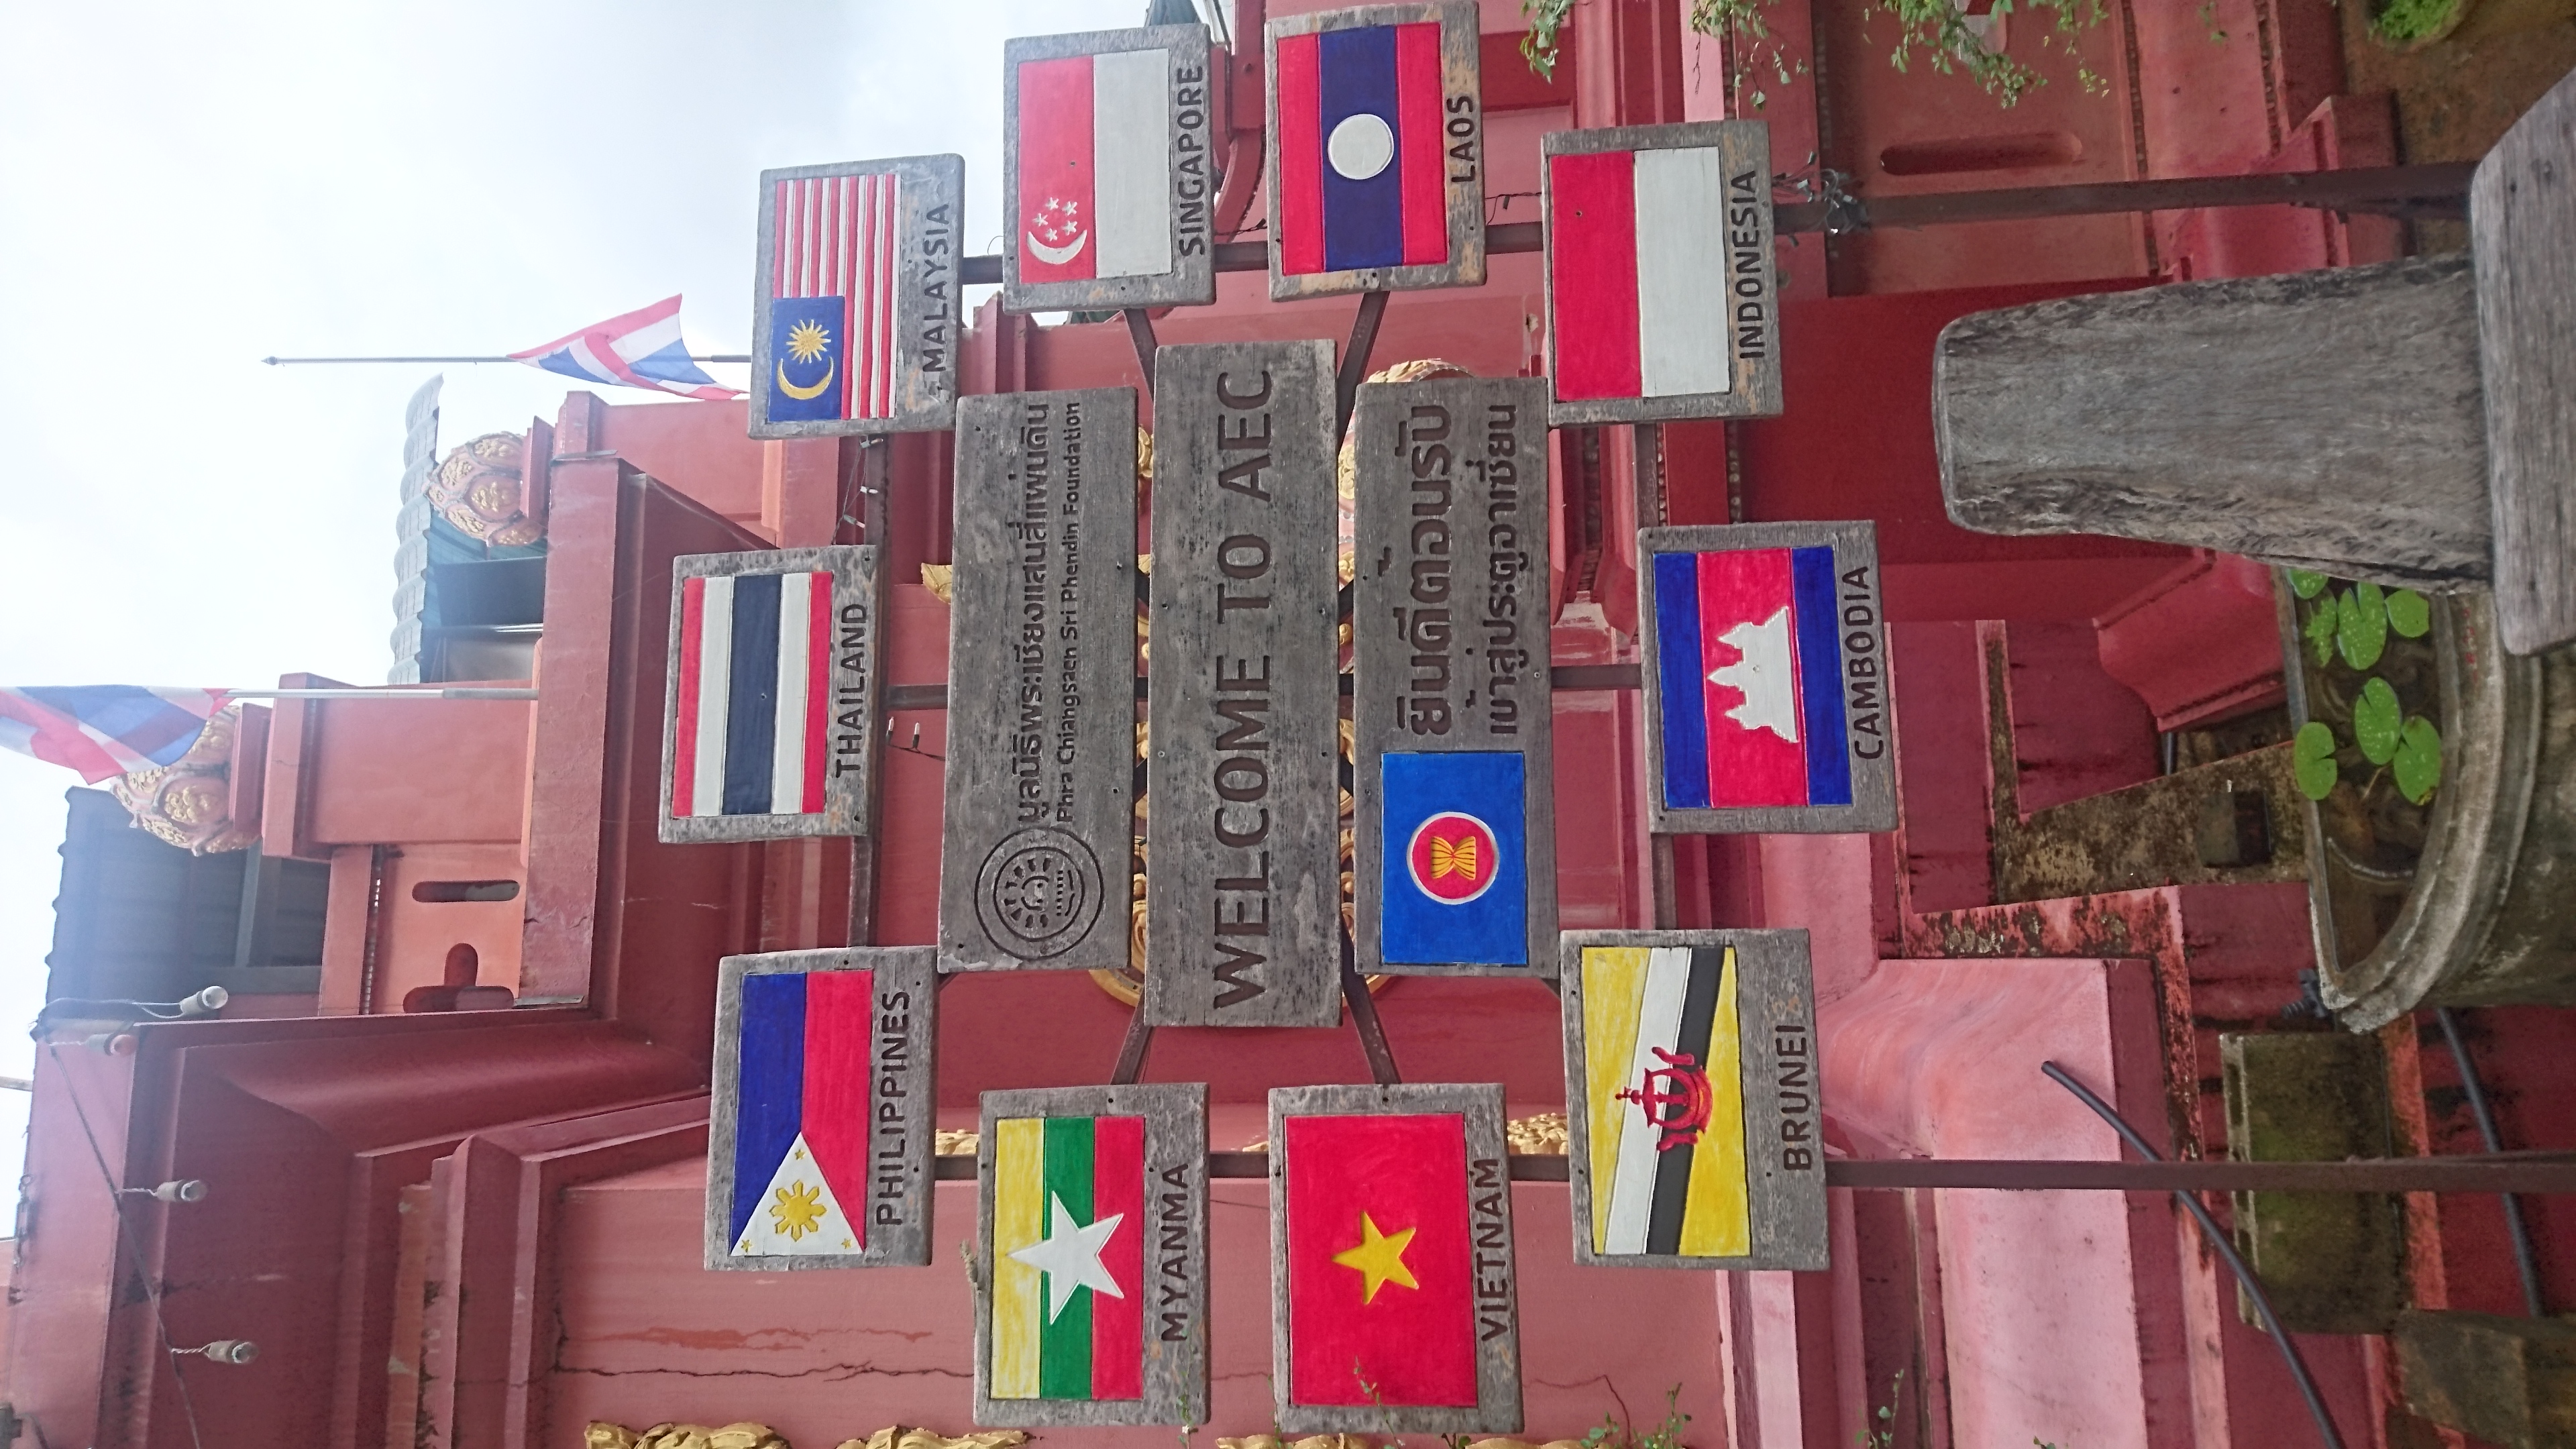 THAILAND
PHILIPPINES
MALAYSIA
มูลนิธิพระเชียงแสนสี่แผ่นดิน
Phra Chiangsaen Sri Phendin Foundation
MYANMA
SINGAPORE
WELCOME TO AEC
VIETNAM
LAOS
ยินดีต้อนรับ
เข้าสู่ประตูอาเซี่ยน
BRUNEI
INDONESIA
CAMBODIA